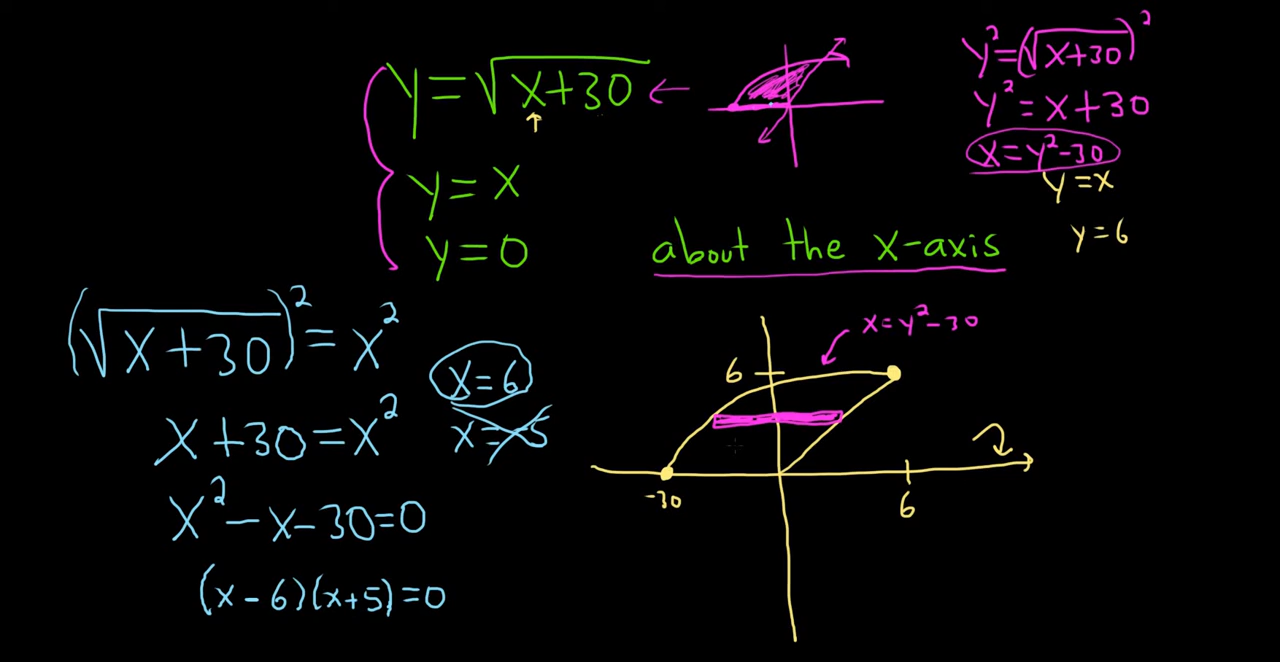 y = √(x+30) ←
y = x
y = 0
y² = (√(x+30))²
y² = x + 30
x = y² - 30
y = x
y = 6
about the x-axis
(√(x+30))² = x²
x + 30 = x²
x² - x - 30 = 0
(x - 6)(x + 5) = 0
x = 6
x = -5
x = y² - 30
6
-30
6